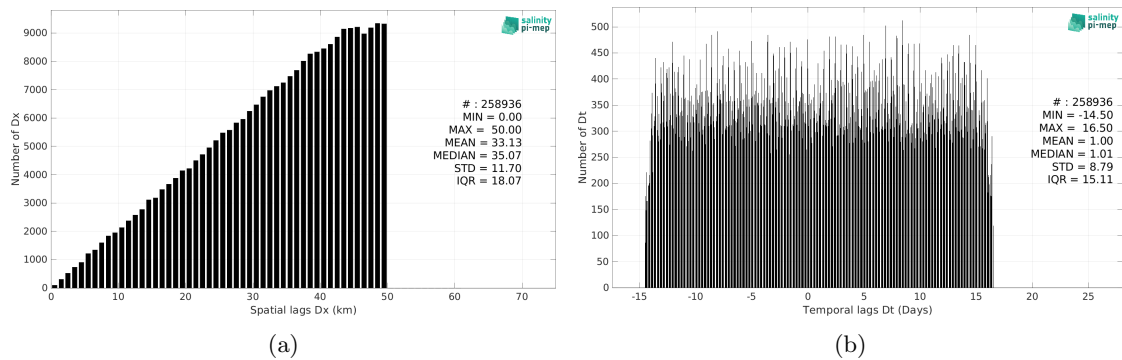 9000
8000
7000
6000
5000
4000
3000
2000
1000
0
Number of Dx
0 10 20 30 40 50 60 70
Spatial lags Dx (km)
salinity
pi-mep
# : 258936
MIN = 0.00
MAX = 50.00
MEAN = 33.13
MEDIAN = 35.07
STD = 11.70
IQR = 18.07
(a)
500
450
400
350
300
250
200
150
100
50
0
Number of Dt
-15 -10 -5 0 5 10 15 20 25
Temporal lags Dt (Days)
salinity
pi-mep
# : 258936
MIN = -14.50
MAX = 16.50
MEAN = 1.00
MEDIAN = 1.01
STD = 8.79
IQR = 15.11
(b)